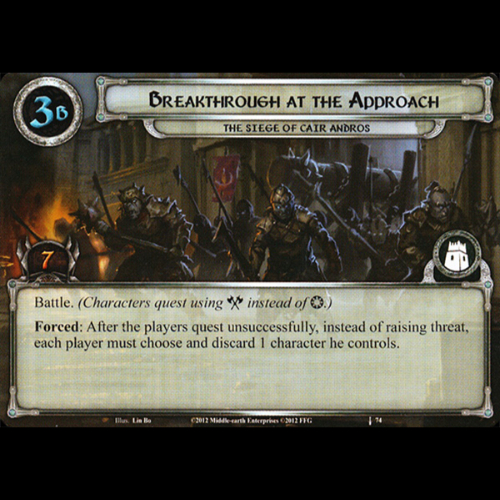 3B
BREAKTHROUGH AT THE APPROACH
THE SIEGE OF CAIR ANDROS
7
Battle. (Characters quest using instead of .)
Forced: After the players quest unsuccessfully, instead of raising threat,
each player must choose and discard 1 character he controls.
Illus. Lin Bo ©2012 Middle-earth Enterprises ©2012 FFG 74